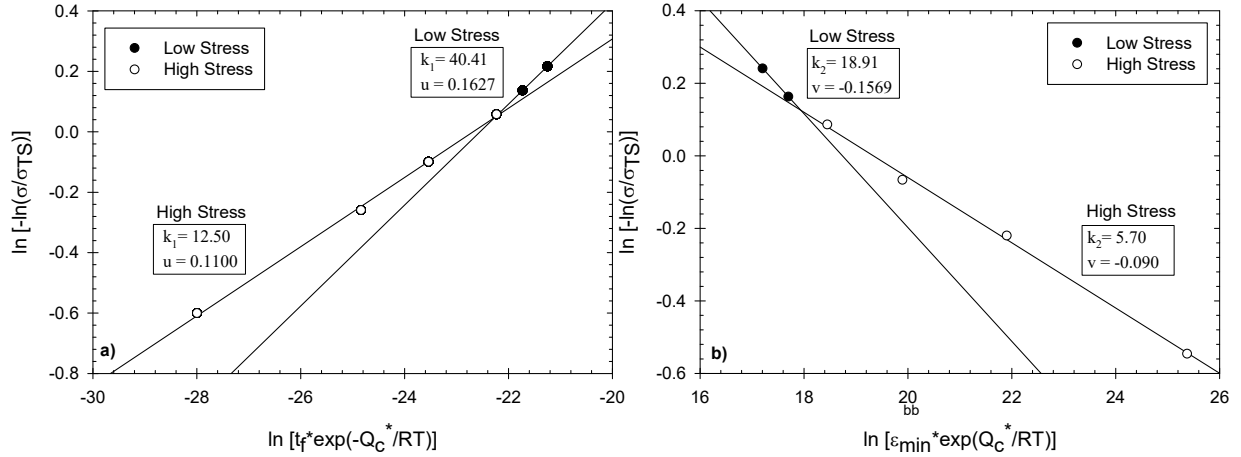 0.4
0.2
0.0
-0.2
-0.4
-0.6
-0.8
ln [-ln(σ/σTS)]
Low Stress
High Stress
Low Stress
k1= 40.41
u = 0.1627
High Stress
k1= 12.50
u = 0.1100
a)
-30 -28 -26 -24 -22 -20
ln [tf*exp(-Qc*/RT)]
0.4
0.2
0.0
-0.2
-0.4
-0.6
ln [-ln(σ/σTS)]
Low Stress
k2= 18.91
v = -0.1569
Low Stress
High Stress
High Stress
k2= 5.70
v = -0.090
b)
16 18 20 22 24 26
bb
ln [εmin*exp(Qc*/RT)]